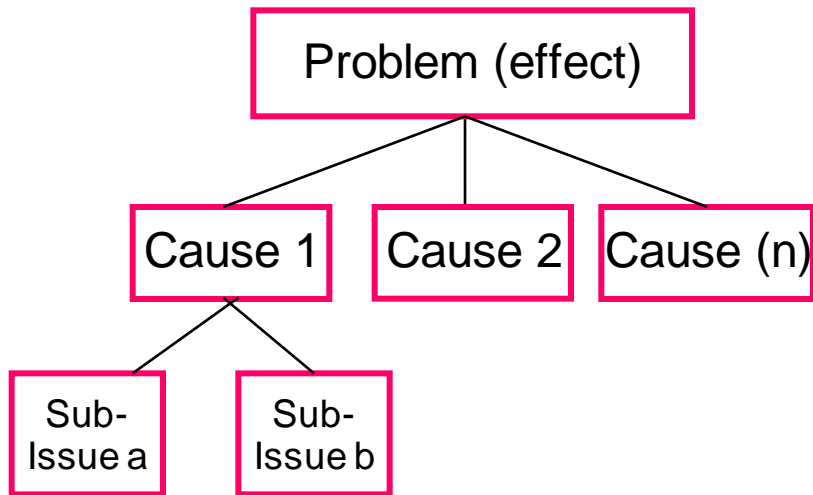 Problem (effect)
Cause 1
Cause 2
Cause (n)
Sub-
Issue a
Sub-
Issue b